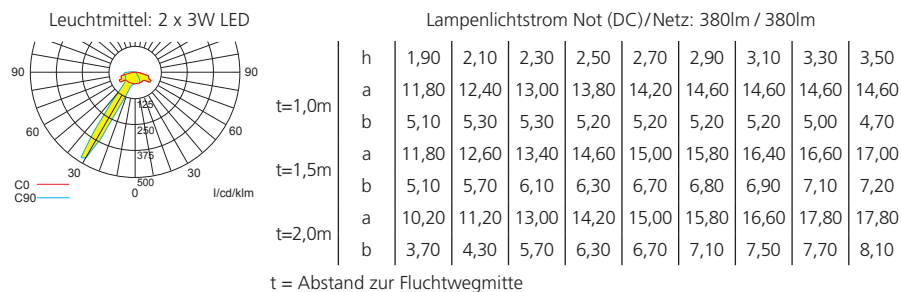 Leuchtmittel: 2 x 3W LED
Lampenlichtstrom Not (DC)/Netz: 380lm / 380lm
90 90
125
60 250 60
375
30 30
500
0
C0
C90
l/cd/klm
h 1,90 2,10 2,30 2,50 2,70 2,90 3,10 3,30 3,50
t=1,0m a 11,80 12,40 13,00 13,80 14,20 14,60 14,60 14,60 14,60
b 5,10 5,30 5,30 5,20 5,20 5,20 5,20 5,00 4,70
t=1,5m a 11,80 12,60 13,40 14,60 15,00 15,80 16,40 16,60 17,00
b 5,10 5,70 6,10 6,30 6,70 6,80 6,90 7,10 7,20
t=2,0m a 10,20 11,20 13,00 14,20 15,00 15,80 16,60 17,80 17,80
b 3,70 4,30 5,70 6,30 6,70 7,10 7,50 7,70 8,10
t = Abstand zur Fluchtwegmitte